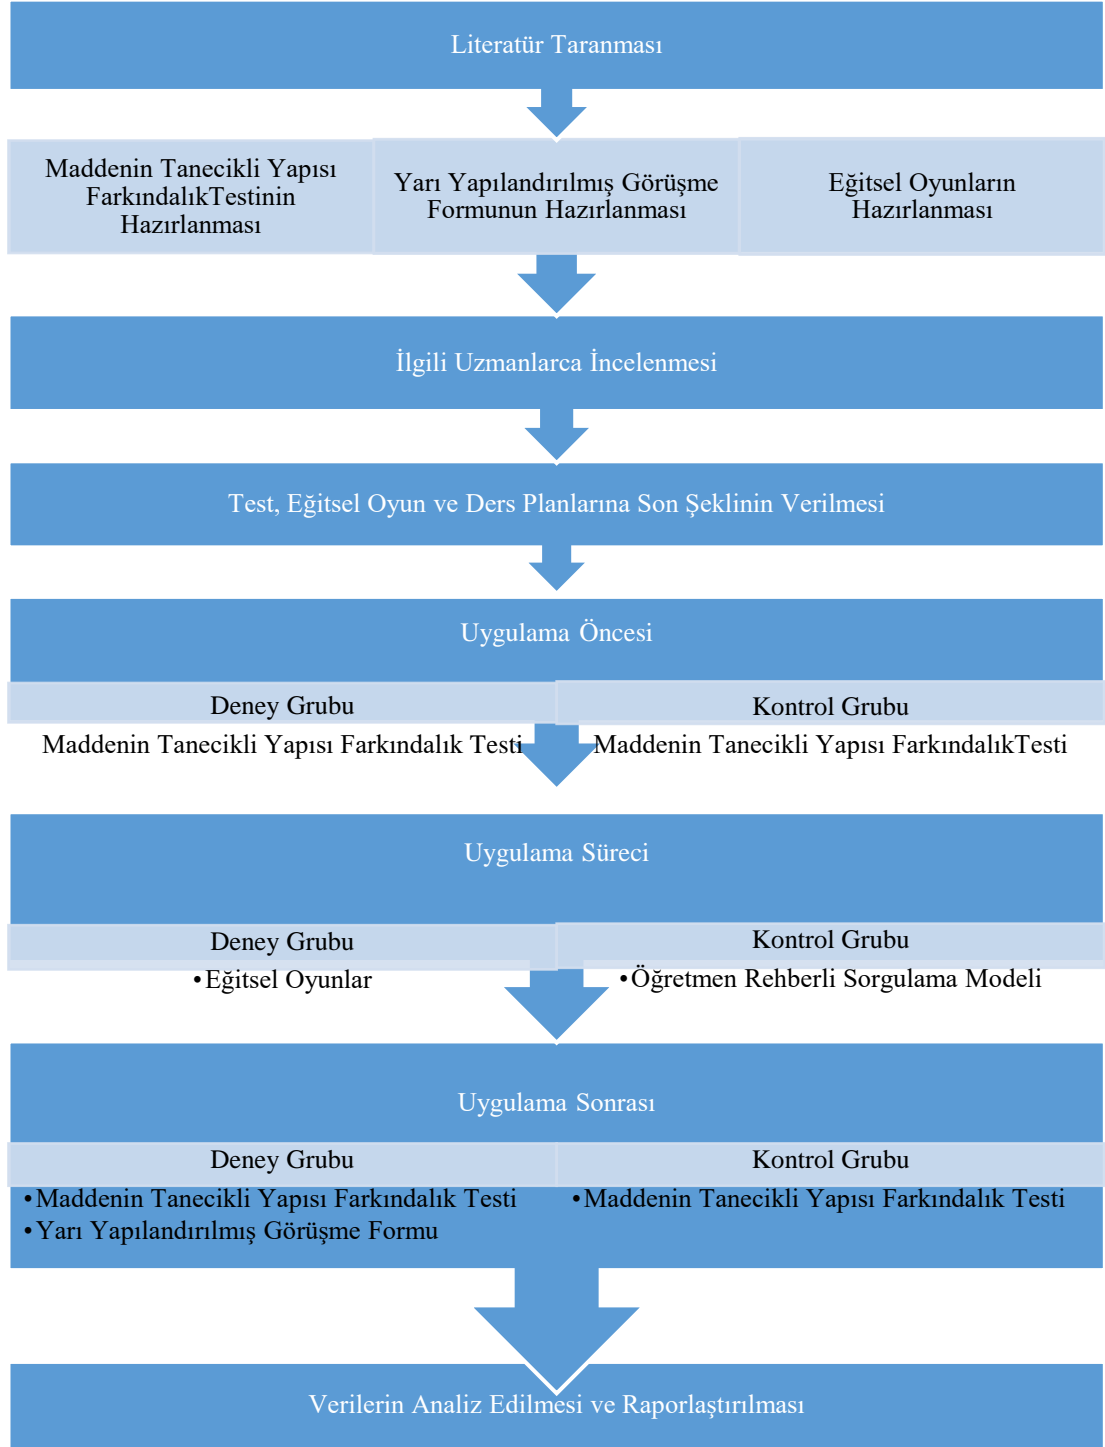 Literatür Taranması
Maddenin Tanecikli Yapısı
FarkındalıkTestinin
Hazırlanması
Yarı Yapılandırılmış Görüşme
Formunun Hazırlanması
Eğitsel Oyunların
Hazırlanması
İlgili Uzmanlarca İncelenmesi
Test, Eğitsel Oyun ve Ders Planlarına Son Şeklinin Verilmesi
Uygulama Öncesi
Deney Grubu
Kontrol Grubu
Maddenin Tanecikli Yapısı Farkındalık Testi
Maddenin Tanecikli Yapısı FarkındalıkTesti
Uygulama Süreci
Deney Grubu
Kontrol Grubu
•Eğitsel Oyunlar
•Öğretmen Rehberli Sorgulama Modeli
Uygulama Sonrası
Deney Grubu
Kontrol Grubu
•Maddenin Tanecikli Yapısı Farkındalık Testi
•Yarı Yapılandırılmış Görüşme Formu
•Maddenin Tanecikli Yapısı Farkındalık Testi
Verilerin Analiz Edilmesi ve Raporlaştırılması